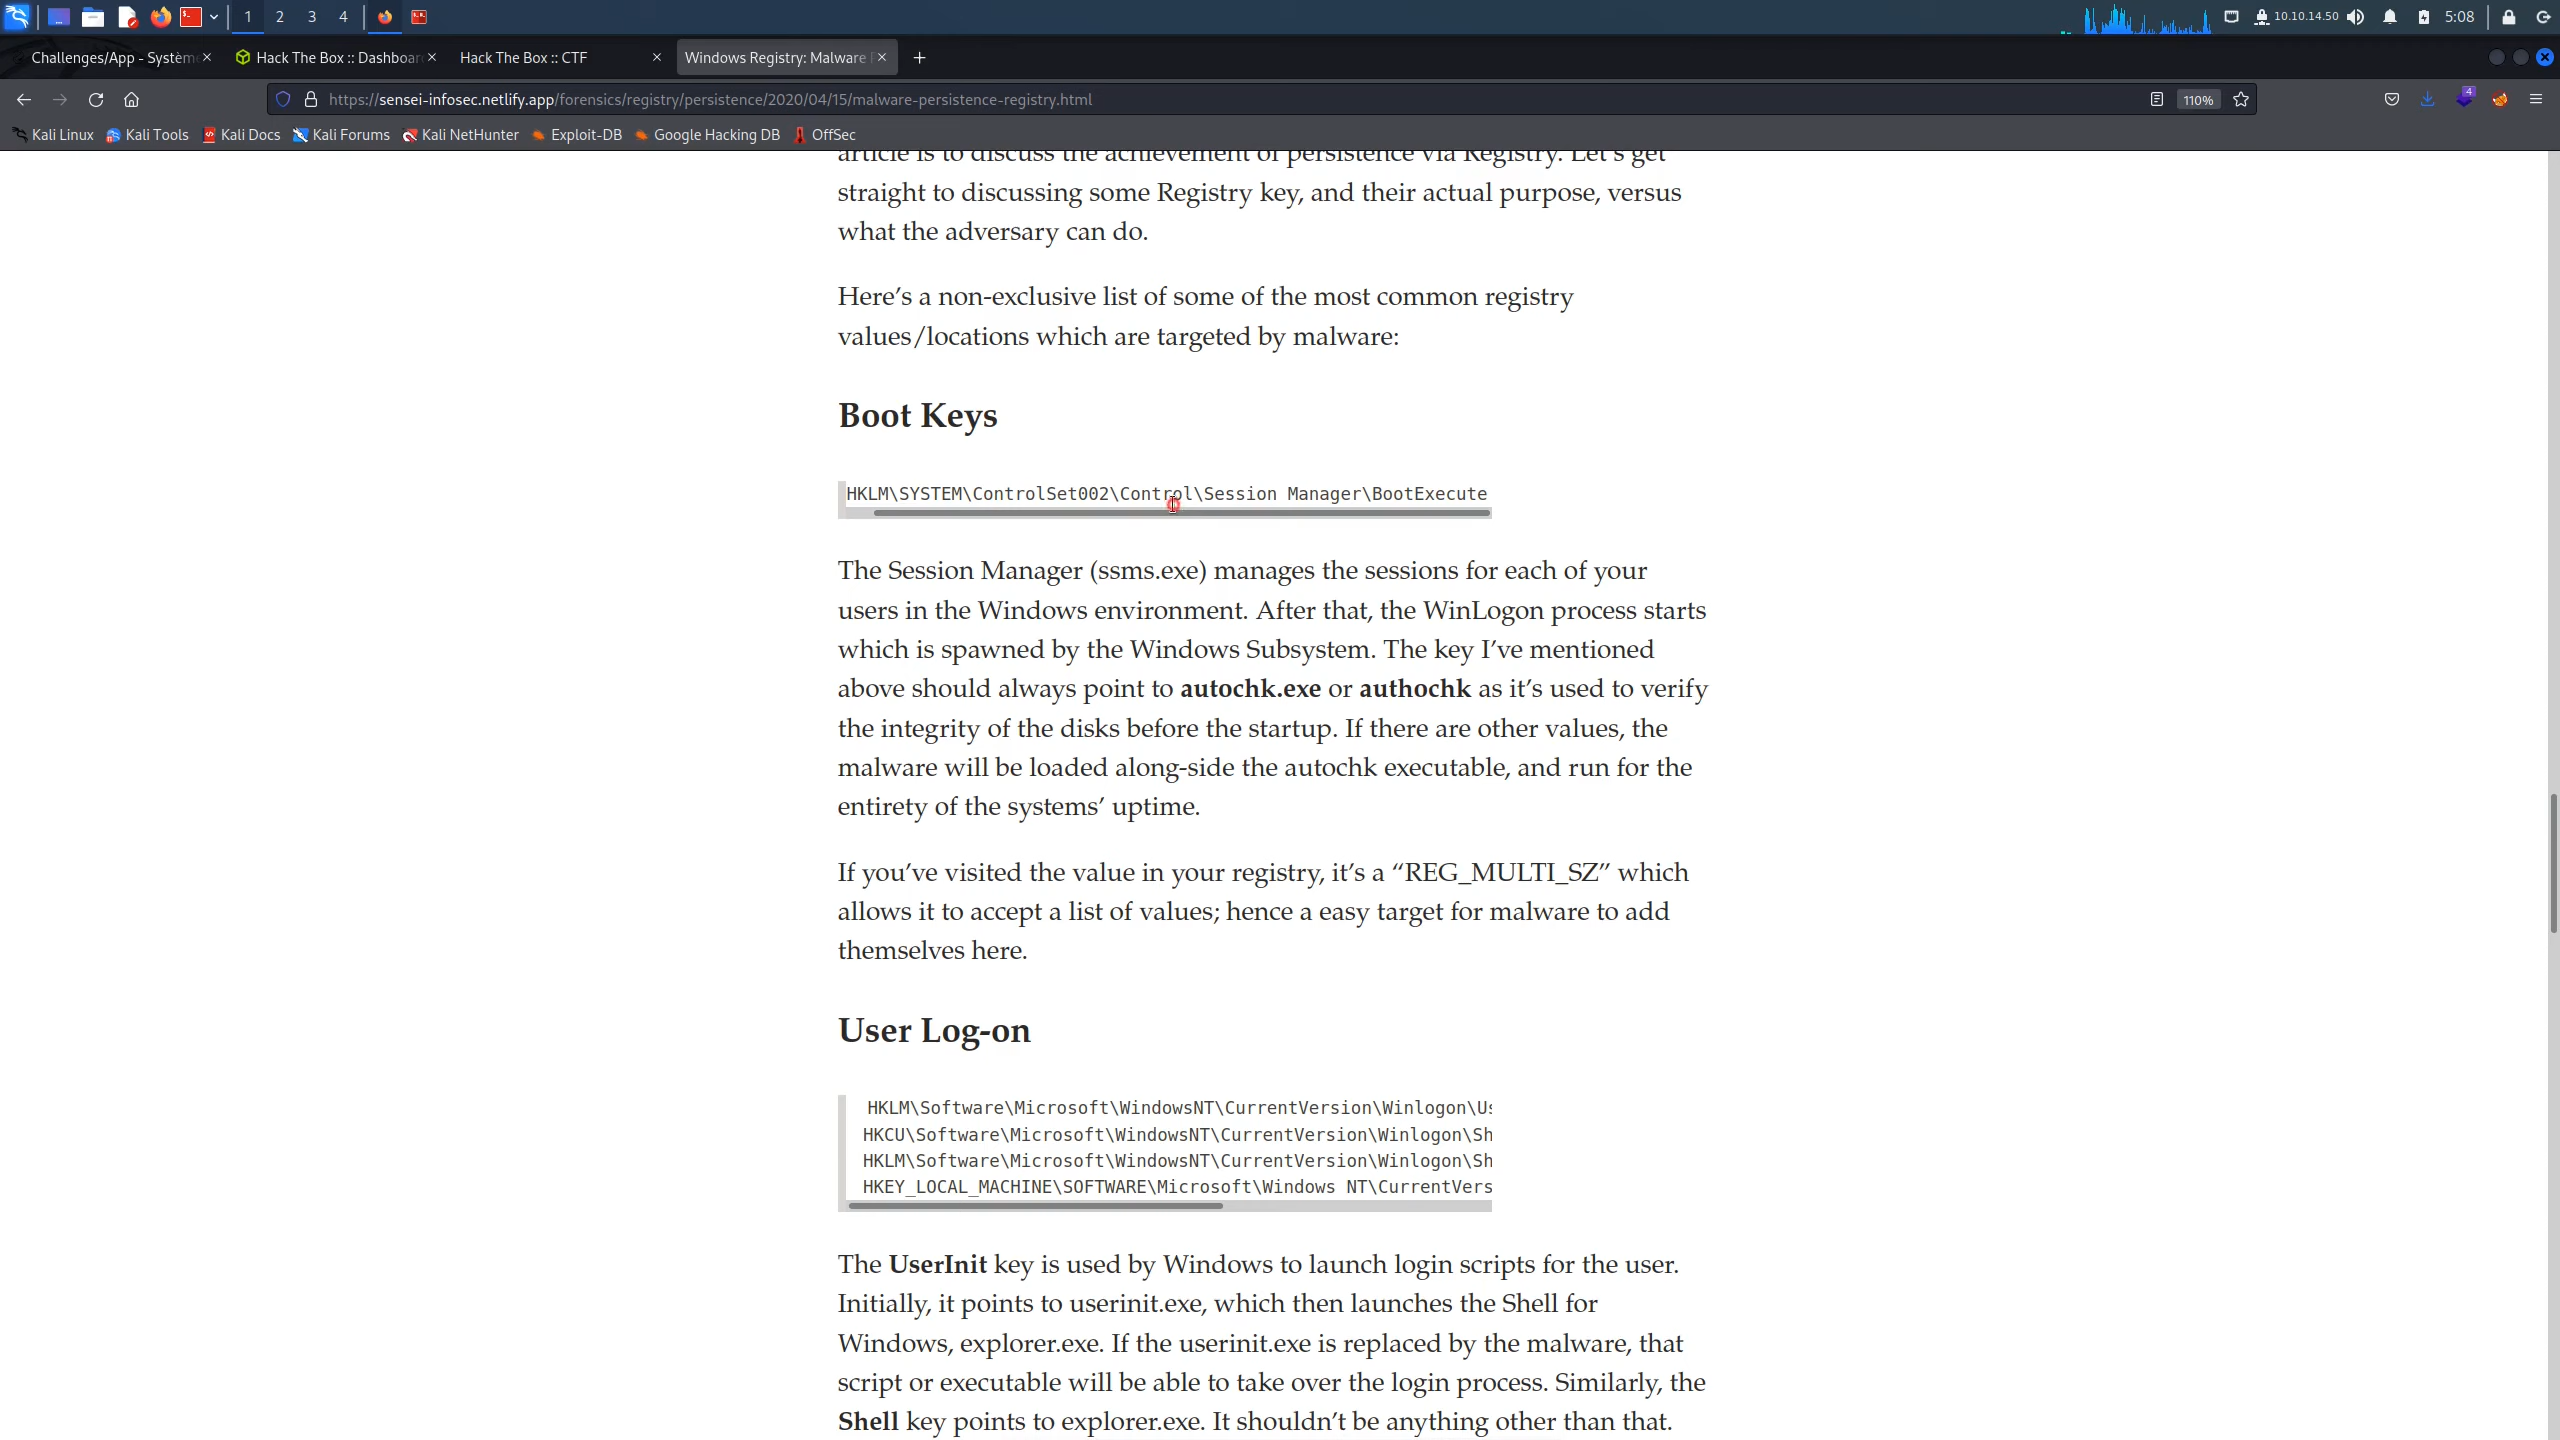 1 2 3 4 10.10.14.50 5:08
Challenges/App - Systèm Hack The Box :: Dashboar Hack The Box :: CTF Windows Registry: Malware
https://sensei-infosec.netlify.app/forensics/registry/persistence/2020/04/15/malware-persistence-registry.html 110% 4
Kali Linux Kali Tools Kali Docs Kali Forums Kali NetHunter Exploit-DB Google Hacking DB OffSec
article is to discuss the achievement of persistence via Registry. Let’s get
straight to discussing some Registry key, and their actual purpose, versus
what the adversary can do.
Here’s a non-exclusive list of some of the most common registry
values/locations which are targeted by malware:
Boot Keys
HKLM\SYSTEM\ControlSet002\Control\Session Manager\BootExecute
The Session Manager (ssms.exe) manages the sessions for each of your
users in the Windows environment. After that, the WinLogon process starts
which is spawned by the Windows Subsystem. The key I’ve mentioned
above should always point to autochk.exe or authochk as it’s used to verify
the integrity of the disks before the startup. If there are other values, the
malware will be loaded along-side the autochk executable, and run for the
entirety of the systems’ uptime.
If you’ve visited the value in your registry, it’s a “REG_MULTI_SZ” which
allows it to accept a list of values; hence a easy target for malware to add
themselves here.
User Log-on
HKLM\Software\Microsoft\WindowsNT\CurrentVersion\Winlogon\Us
HKCU\Software\Microsoft\WindowsNT\CurrentVersion\Winlogon\Sh
HKLM\Software\Microsoft\WindowsNT\CurrentVersion\Winlogon\Sh
HKEY_LOCAL_MACHINE\SOFTWARE\Microsoft\Windows NT\CurrentVers
The UserInit key is used by Windows to launch login scripts for the user.
Initially, it points to userinit.exe, which then launches the Shell for
Windows, explorer.exe. If the userinit.exe is replaced by the malware, that
script or executable will be able to take over the login process. Similarly, the
Shell key points to explorer.exe. It shouldn’t be anything other than that.